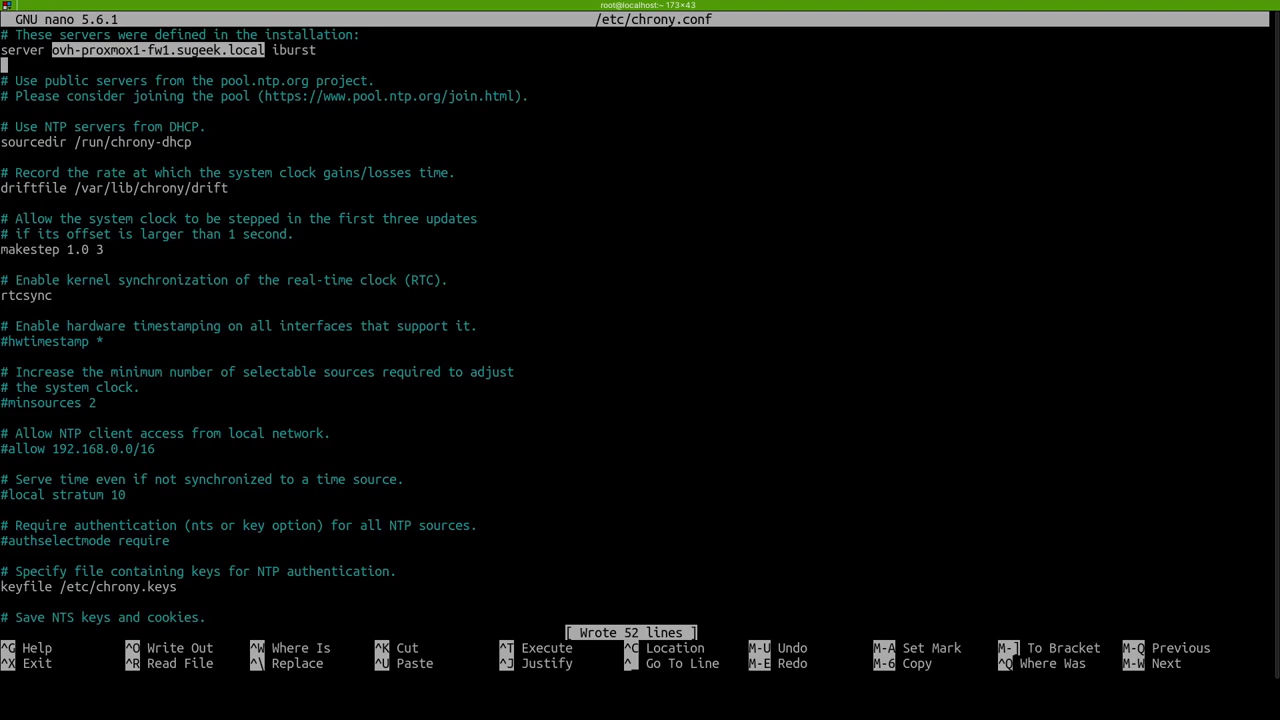 root@localhost:~ 173×43
GNU nano 5.6.1 /etc/chrony.conf
# These servers were defined in the installation:
server ovh-proxmox1-fw1.sugeek.local iburst
# Use public servers from the pool.ntp.org project.
# Please consider joining the pool (https://www.pool.ntp.org/join.html).
# Use NTP servers from DHCP.
sourcedir /run/chrony-dhcp
# Record the rate at which the system clock gains/losses time.
driftfile /var/lib/chrony/drift
# Allow the system clock to be stepped in the first three updates
# if its offset is larger than 1 second.
makestep 1.0 3
# Enable kernel synchronization of the real-time clock (RTC).
rtcsync
# Enable hardware timestamping on all interfaces that support it.
#hwtimestamp *
# Increase the minimum number of selectable sources required to adjust
# the system clock.
#minsources 2
# Allow NTP client access from local network.
#allow 192.168.0.0/16
# Serve time even if not synchronized to a time source.
#local stratum 10
# Require authentication (nts or key option) for all NTP sources.
#authselectmode require
# Specify file containing keys for NTP authentication.
keyfile /etc/chrony.keys
# Save NTS keys and cookies.
[ Wrote 52 lines ]
^G Help ^O Write Out ^W Where Is ^K Cut ^T Execute ^C Location M-U Undo M-A Set Mark M-] To Bracket M-Q Previous
^X Exit ^R Read File ^\ Replace ^U Paste ^J Justify ^_ Go To Line M-E Redo M-6 Copy ^Q Where Was M-W Next